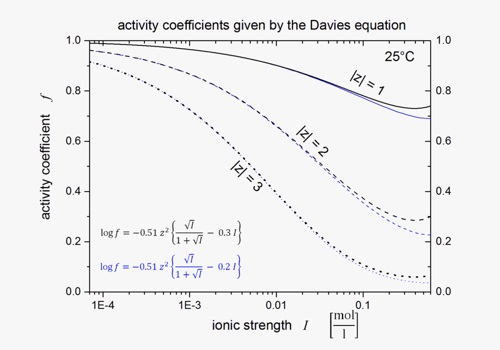 activity coefficients given by the Davies equation
1.0
0.8
0.6
0.4
0.2
0.0
activity coefficient f
25°C
|z| = 1
|z| = 2
|z| = 3
log f = −0.51 z² { √I / (1 + √I) − 0.3 I }
log f = −0.51 z² { √I / (1 + √I) − 0.2 I }
1.0
0.8
0.6
0.4
0.2
0.0
1E-4 1E-3 0.01 0.1
ionic strength I [mol/l]